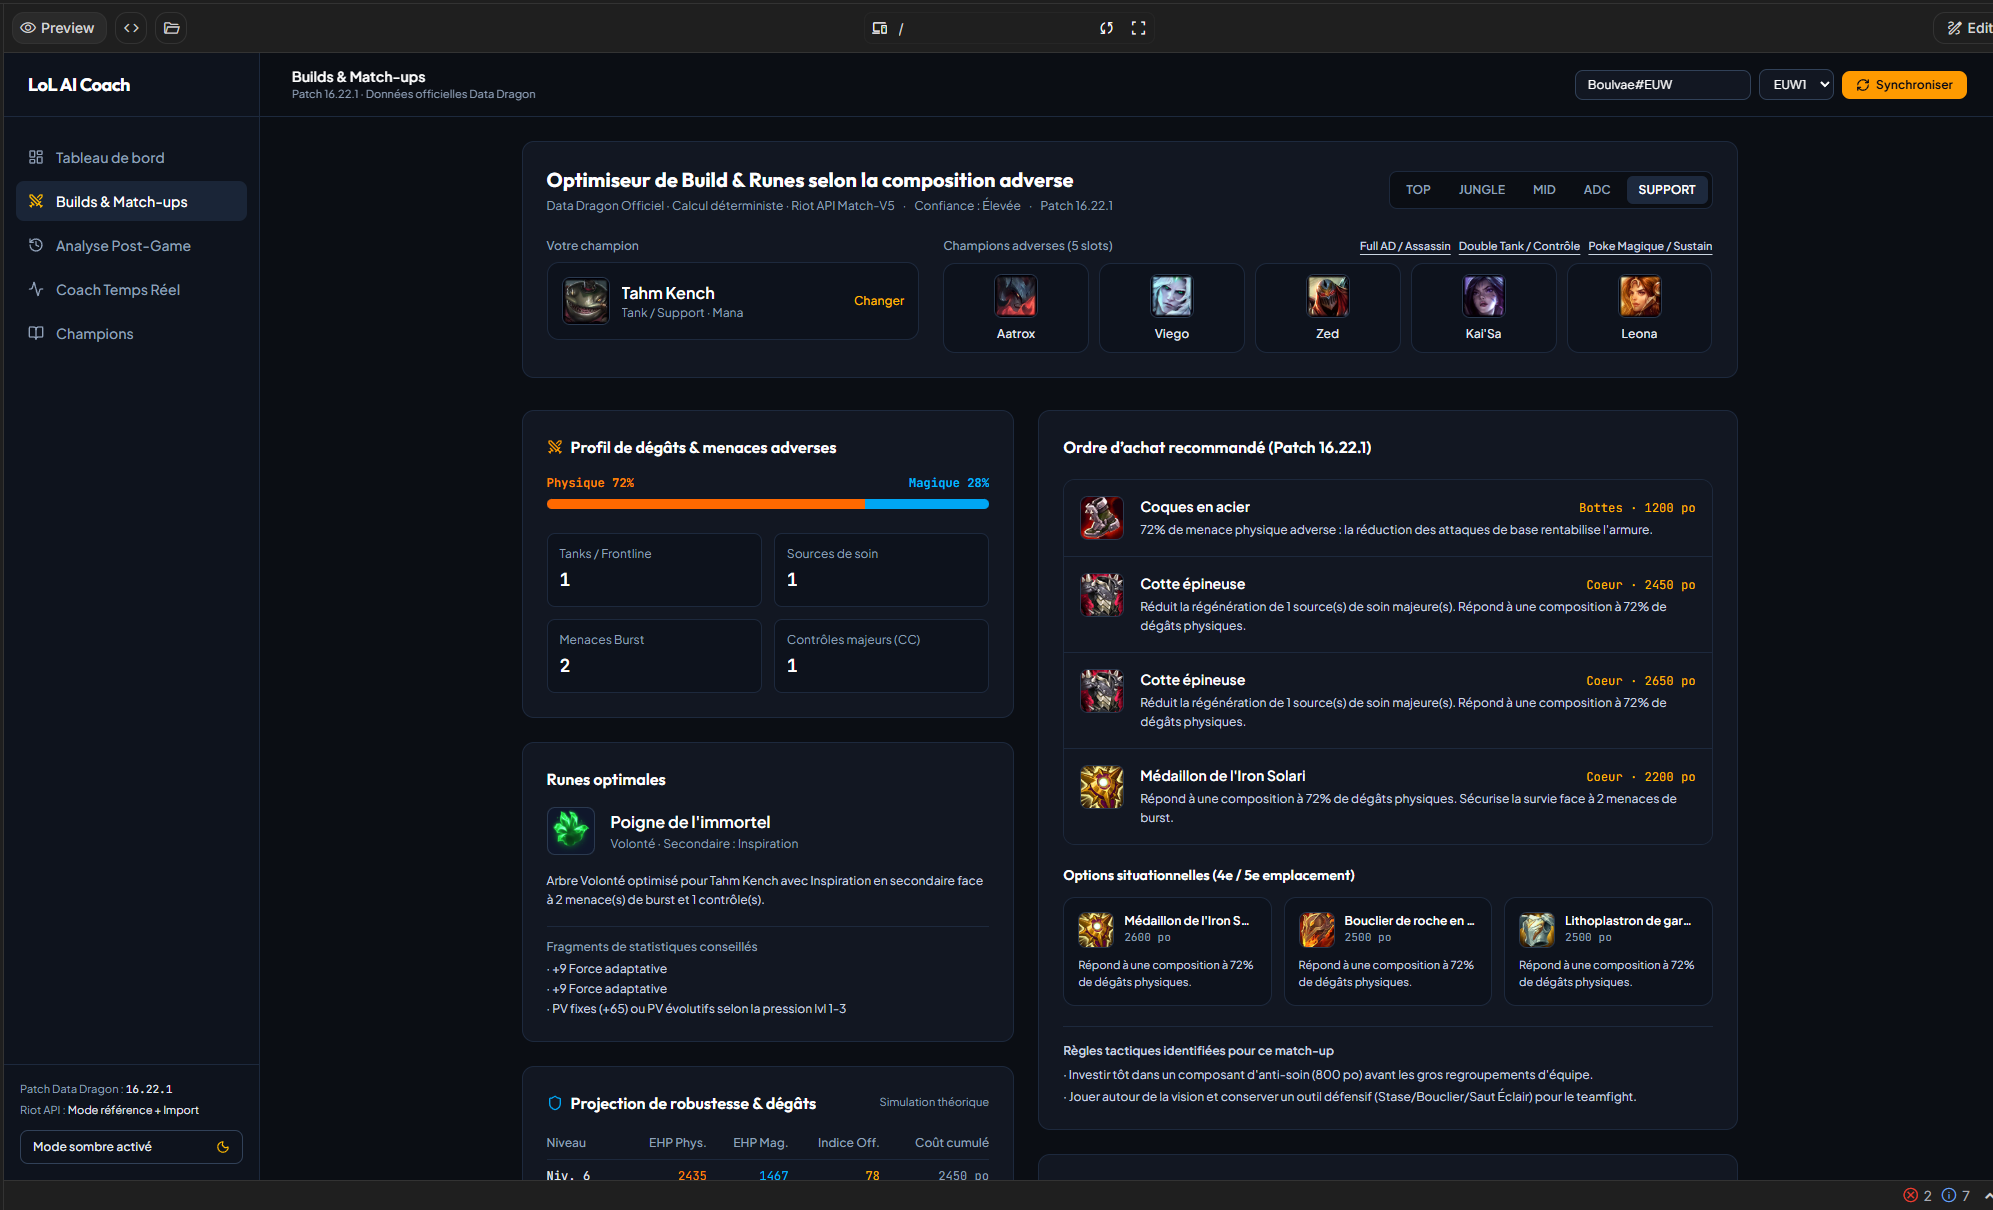 Preview
/
Edit
LoL AI Coach
Builds & Match-ups
Patch 16.22.1 · Données officielles Data Dragon
Boulvae#EUW
EUW1
Synchroniser
Tableau de bord
Builds & Match-ups
Analyse Post-Game
Coach Temps Réel
Champions
Optimiseur de Build & Runes selon la composition adverse
Data Dragon Officiel · Calcul déterministe · Riot API Match-V5 · Confiance : Élevée · Patch 16.22.1
TOP JUNGLE MID ADC SUPPORT
Votre champion
Tahm Kench
Tank / Support · Mana
Changer
Champions adverses (5 slots)
Full AD / Assassin Double Tank / Contrôle Poke Magique / Sustain
Aatrox Viego Zed Kai'Sa Leona
Profil de dégâts & menaces adverses
Physique 72% Magique 28%
Tanks / Frontline
1
Sources de soin
1
Menaces Burst
2
Contrôles majeurs (CC)
1
Runes optimales
Poigne de l'immortel
Volonté · Secondaire : Inspiration
Arbre Volonté optimisé pour Tahm Kench avec Inspiration en secondaire face
à 2 menace(s) de burst et 1 contrôle(s).
Fragments de statistiques conseillés
· +9 Force adaptative
· +9 Force adaptative
· PV fixes (+65) ou PV évolutifs selon la pression lvl 1-3
Projection de robustesse & dégâts
Simulation théorique
Niveau EHP Phys. EHP Mag. Indice Off. Coût cumulé
Niv. 6 2435 1467 78 2450 po
Ordre d’achat recommandé (Patch 16.22.1)
Coques en acier
Bottes · 1200 po
72% de menace physique adverse : la réduction des attaques de base rentabilise l'armure.
Cotte épineuse
Coeur · 2450 po
Réduit la régénération de 1 source(s) de soin majeure(s). Répond à une composition à 72% de
dégâts physiques.
Cotte épineuse
Coeur · 2650 po
Réduit la régénération de 1 source(s) de soin majeure(s). Répond à une composition à 72% de
dégâts physiques.
Médaillon de l'Iron Solari
Coeur · 2200 po
Répond à une composition à 72% de dégâts physiques. Sécurise la survie face à 2 menaces de
burst.
Options situationnelles (4e / 5e emplacement)
Médaillon de l'Iron S...
2600 po
Répond à une composition à 72%
de dégâts physiques.
Bouclier de roche en ...
2500 po
Répond à une composition à 72%
de dégâts physiques.
Lithoplastron de gar...
2500 po
Répond à une composition à 72%
de dégâts physiques.
Règles tactiques identifiées pour ce match-up
· Investir tôt dans un composant d'anti-soin (800 po) avant les gros regroupements d'équipe.
· Jouer autour de la vision et conserver un outil défensif (Stase/Bouclier/Saut Éclair) pour le teamfight.
Patch Data Dragon : 16.22.1
Riot API : Mode référence + Import
Mode sombre activé
2 7